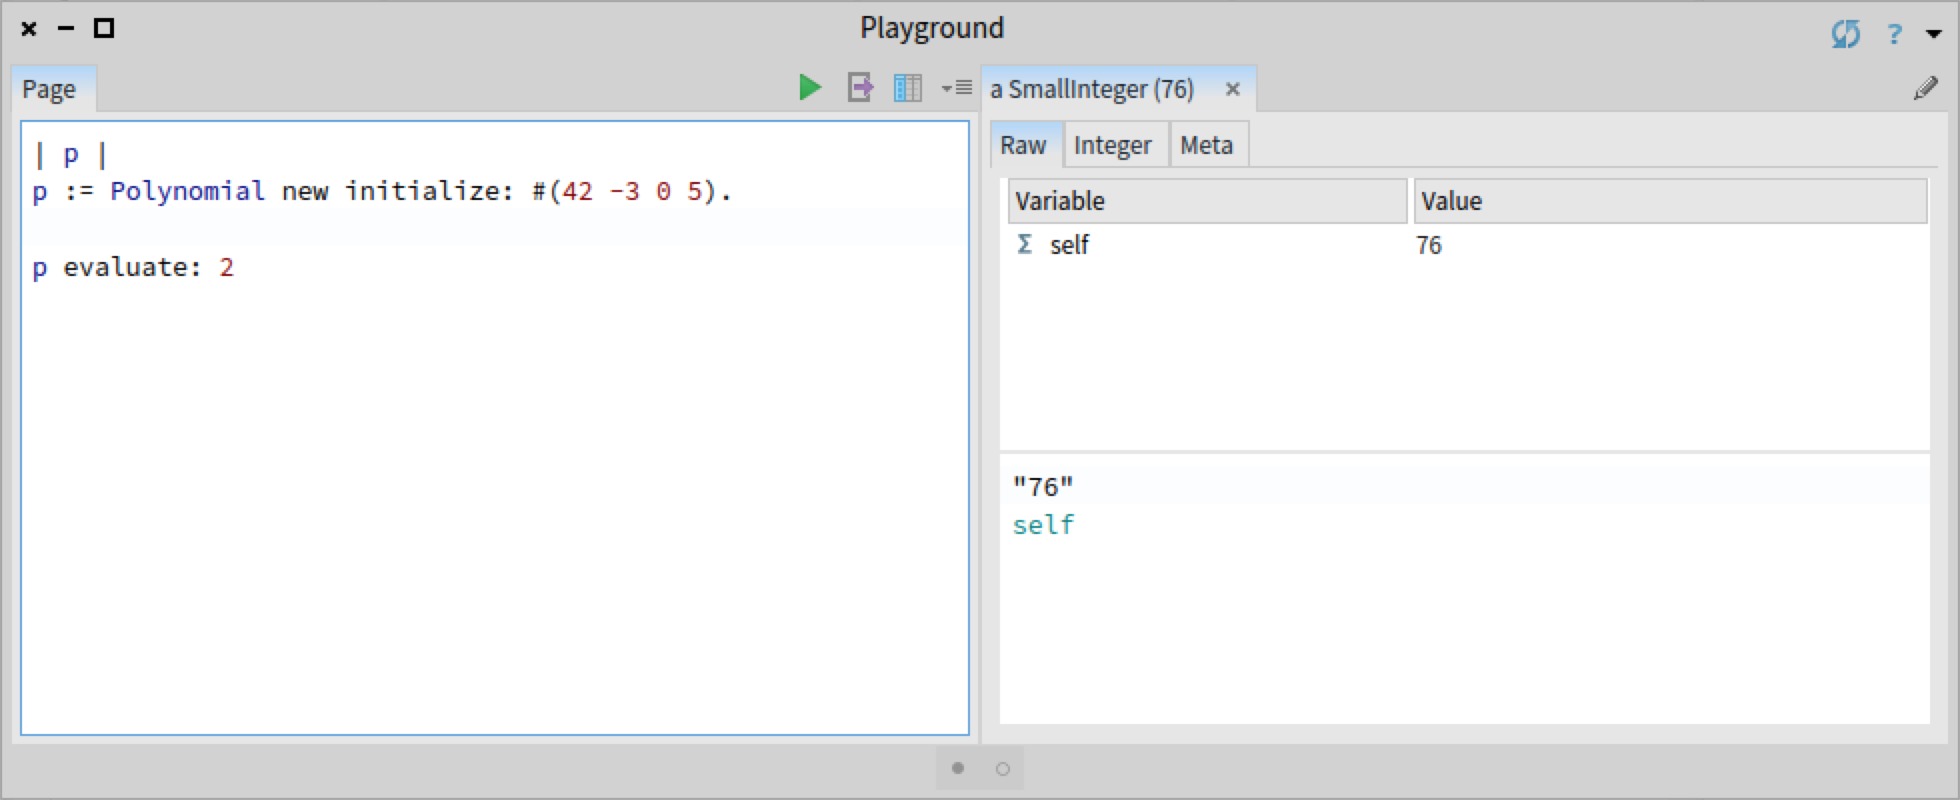 Playground
Page
a SmallInteger (76)
| p |
p := Polynomial new initialize: #(42 -3 0 5).
p evaluate: 2
Raw Integer Meta
Variable Value
Σ self 76
"76"
self